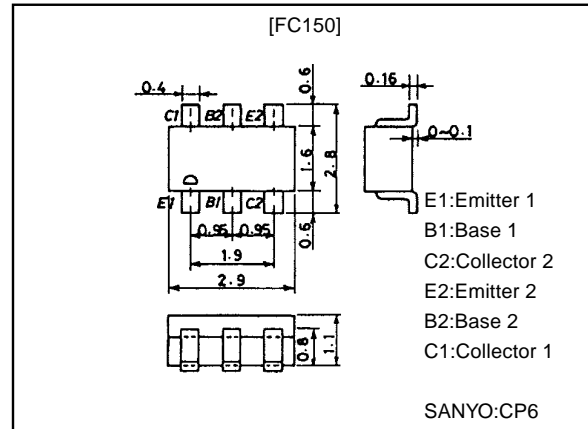 [FC150]
0.4
0.6
0.16
C1 B2 E2
1.6
2.8
0~0.1
E1 B1 C2
0.6
0.95 0.95
1.9
2.9
0.8
1.1
E1:Emitter 1
B1:Base 1
C2:Collector 2
E2:Emitter 2
B2:Base 2
C1:Collector 1
SANYO:CP6